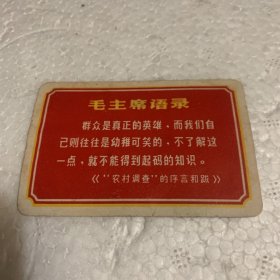 毛主席语录
群众是真正的英雄，而我们自
己则往往是幼稚可笑的，不了解这
一点，就不能得到起码的知识。
《“农村调查”的序言和跋》